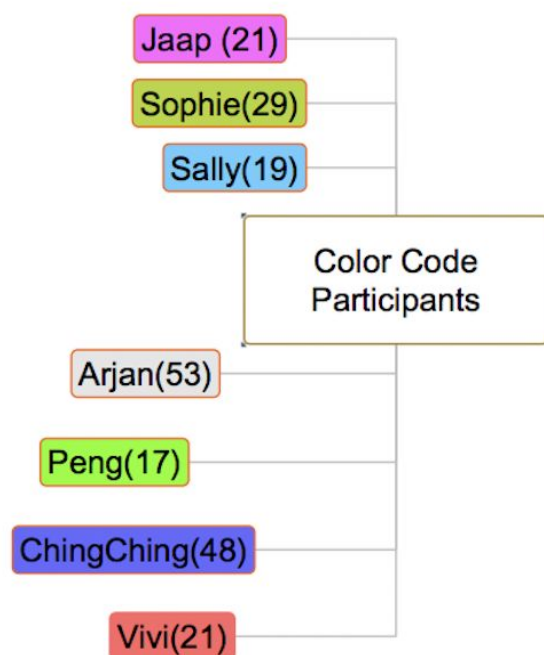 Jaap (21)
Sophie(29)
Sally(19)
Color Code
Participants
Arjan(53)
Peng(17)
ChingChing(48)
Vivi(21)